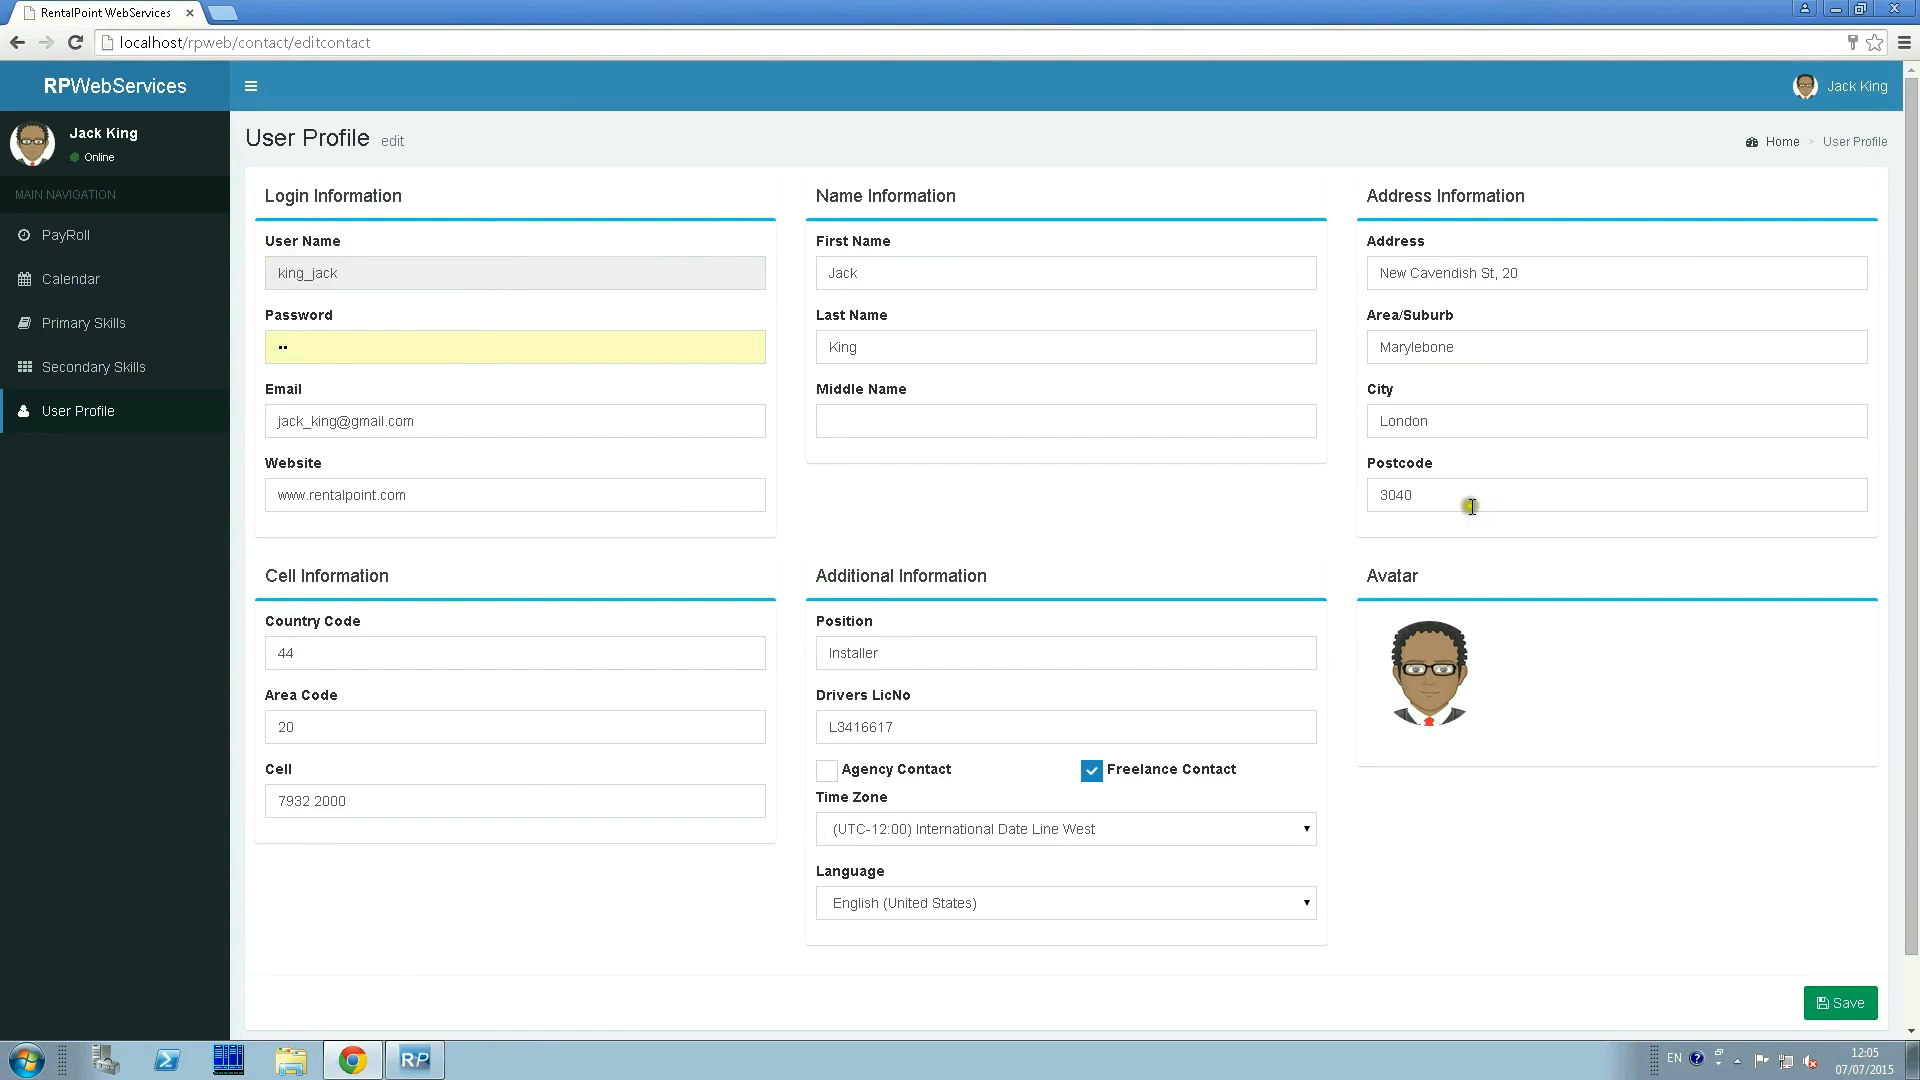 RentalPoint WebServices
localhost/rpweb/contact/editcontact
RPWebServices
Jack King
Jack King
Online
MAIN NAVIGATION
PayRoll
Calendar
Primary Skills
Secondary Skills
User Profile
User Profile edit
Home > User Profile
Login Information
User Name
king_jack
Password
Email
jack_king@gmail.com
Website
www.rentalpoint.com
Name Information
First Name
Jack
Last Name
King
Middle Name
Address Information
Address
New Cavendish St, 20
Area/Suburb
Marylebone
City
London
Postcode
3040
Cell Information
Country Code
44
Area Code
20
Cell
7932 2000
Additional Information
Position
Installer
Drivers LicNo
L3416617
Agency Contact
Freelance Contact
Time Zone
(UTC-12:00) International Date Line West
Language
English (United States)
Avatar
Save
RP
EN
12:05
07/07/2015